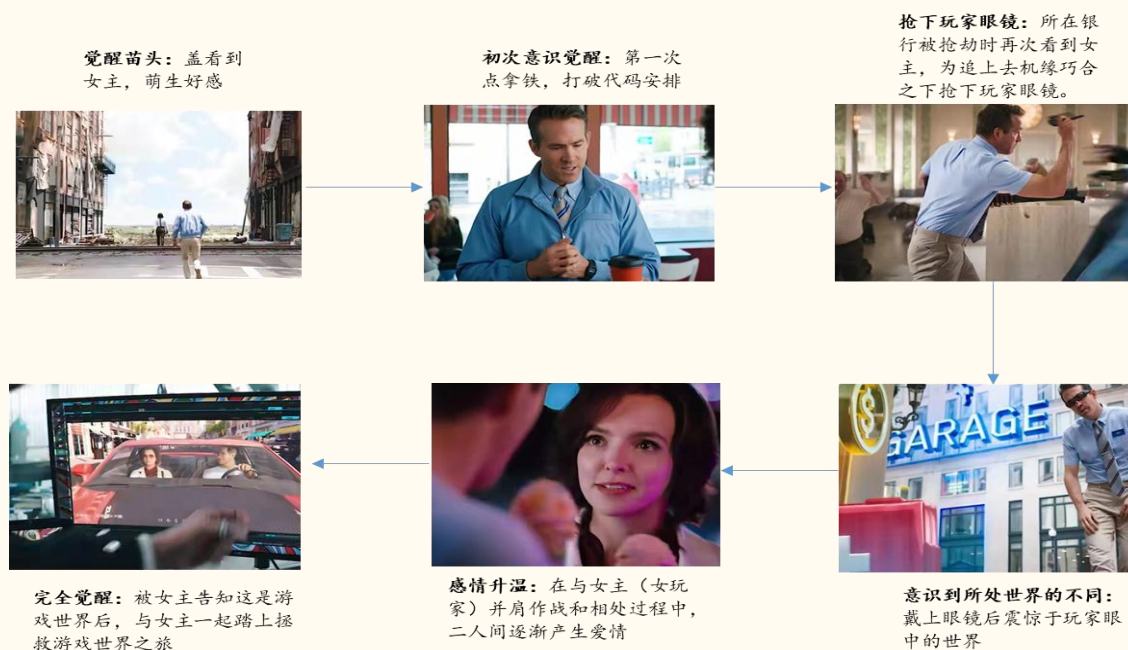 觉醒苗头：盖看到
女主，萌生好感
初次意识觉醒：第一次
点拿铁，打破代码安排
抢下玩家眼镜：所在银
行被抢劫时再次看到女
主，为追上去机缘巧合
之下抢下玩家眼镜。
完全觉醒：被女主告知这是游
戏世界后，与女主一起踏上拯
救游戏世界之旅
感情升温：在与女主（女玩
家）并肩作战和相处过程中，
二人间逐渐产生爱情
GARAGE
意识到所处世界的不同：
戴上眼镜后震惊于玩家眼
中的世界